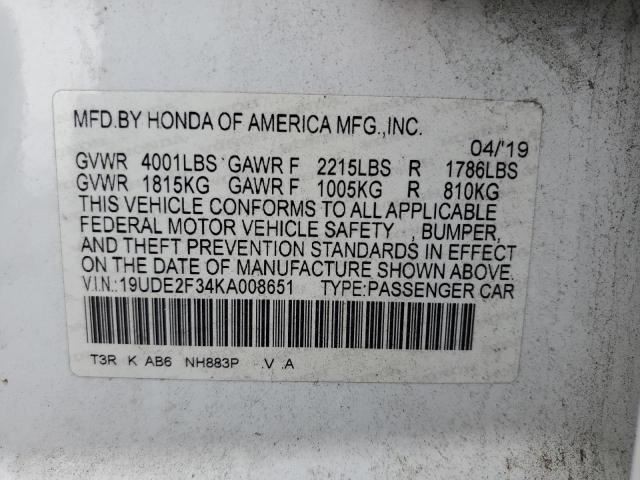 MFD.BY HONDA OF AMERICA MFG.,INC.
04/'19
GVWR 4001LBS GAWR F 2215LBS R 1786LBS
GVWR 1815KG GAWR F 1005KG R 810KG
THIS VEHICLE CONFORMS TO ALL APPLICABLE
FEDERAL MOTOR VEHICLE SAFETY , BUMPER,
AND THEFT PREVENTION STANDARDS IN EFFECT
ON THE DATE OF MANUFACTURE SHOWN ABOVE.
V.I.N.:19UDE2F34KA008651 TYPE:PASSENGER CAR
T3R K AB6 NH883P .V .A